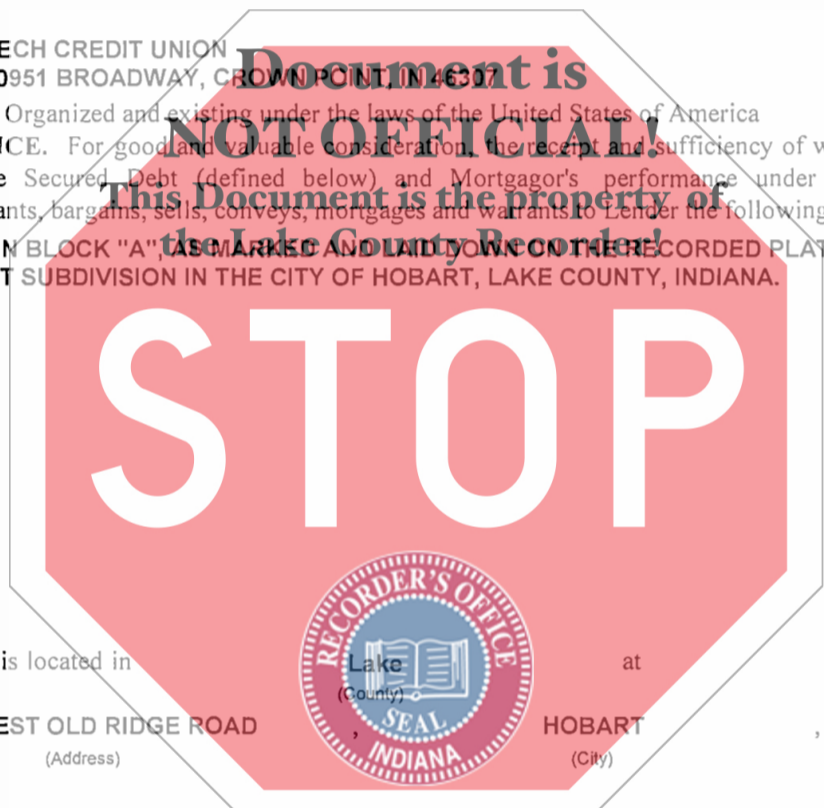 ECH CREDIT UNION
0951 BROADWAY, CROWN POINT, IN 46307
Document is
Organized and existing under the laws of the United States of America
NOT OFFICIAL!
CE. For good and valuable consideration, the receipt and sufficiency of w
e Secured Debt (defined below) and Mortgagor's performance under
This Document is the property of
ants, bargains, sells, conveys, mortgages and warrants to Lender the following
the Lake County Recorder!
N BLOCK "A", AS MARKED AND LAID DOWN ON THE RECORDED PLAT
T SUBDIVISION IN THE CITY OF HOBART, LAKE COUNTY, INDIANA.
STOP
RECORDER'S OFFICE
is located in Lake at
(County)
SEAL
EST OLD RIDGE ROAD , HOBART ,
INDIANA
(Address) (City)